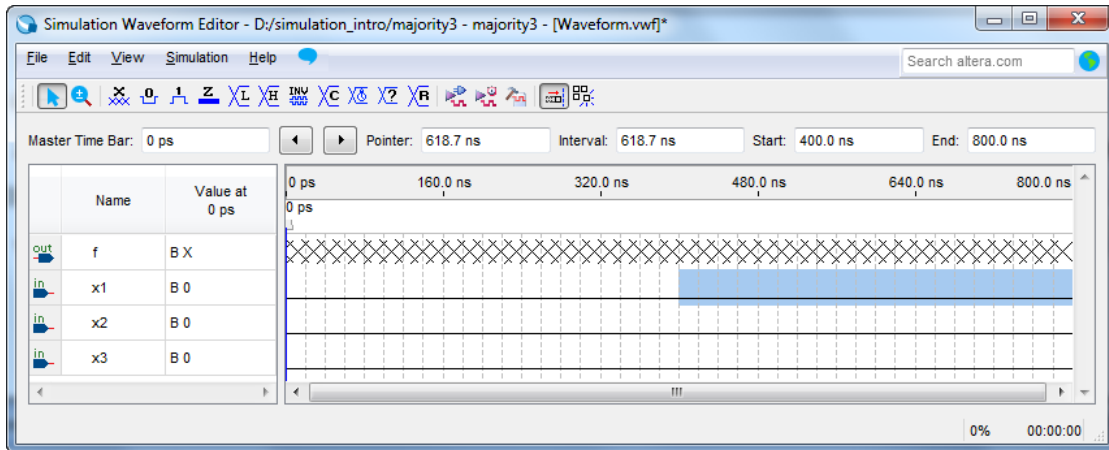 Simulation Waveform Editor - D:/simulation_intro/majority3 - majority3 - [Waveform.vwf]*
File Edit View Simulation Help
Search altera.com
X 0 1 Z L H INV C ? R
Master Time Bar: 0 ps Pointer: 618.7 ns Interval: 618.7 ns Start: 400.0 ns End: 800.0 ns
Name Value at 0 ps
0 ps 160.0 ns 320.0 ns 480.0 ns 640.0 ns 800.0 ns
0 ps
out f B X
in x1 B 0
in x2 B 0
in x3 B 0
0% 00:00:00